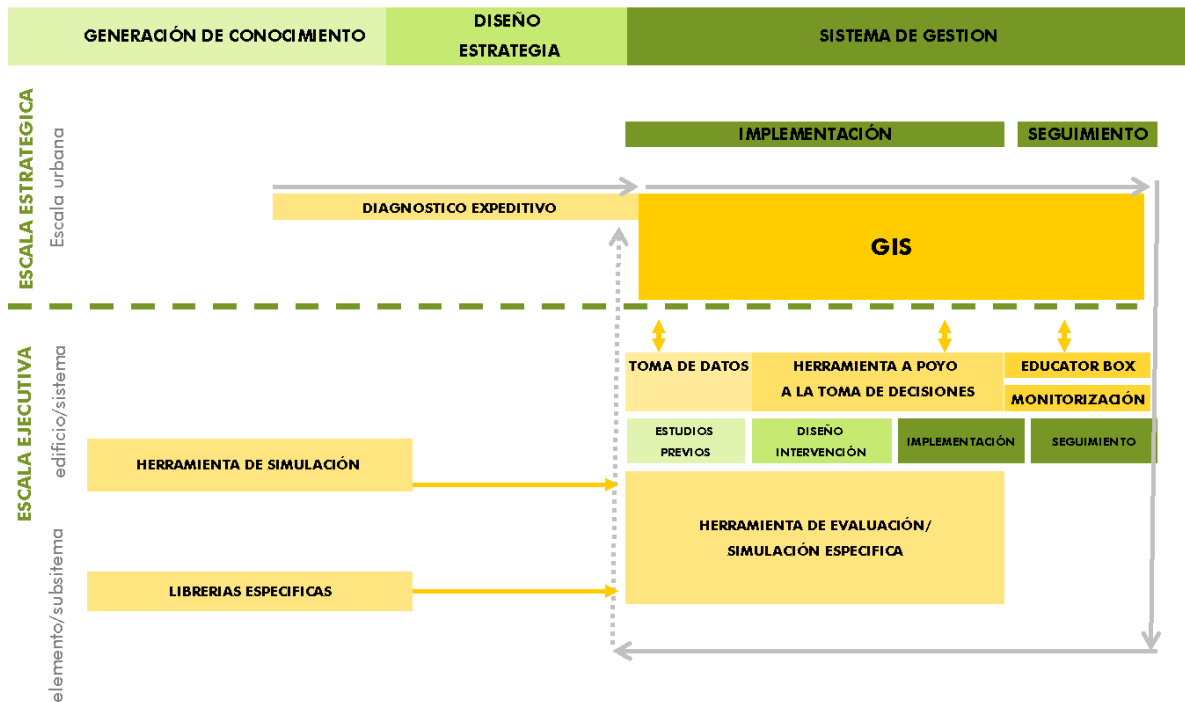 GENERACIÓN DE CONOCIMIENTO
DISEÑO
ESTRATEGIA
SISTEMA DE GESTION
ESCALA ESTRATEGICA
Escala urbana
IMPLEMENTACIÓN
SEGUIMIENTO
DIAGNOSTICO EXPEDITIVO
GIS
ESCALA EJECUTIVA
edificio/sistema
TOMA DE DATOS
HERRAMIENTA A POYO
A LA TOMA DE DECISIONES
EDUCATOR BOX
MONITORIZACIÓN
ESTUDIOS
PREVIOS
DISEÑO
INTERVENCIÓN
IMPLEMENTACIÓN
SEGUIMIENTO
HERRAMIENTA DE SIMULACIÓN
HERRAMIENTA DE EVALUACIÓN/
SIMULACIÓN ESPECIFICA
elemento/subsitema
LIBRERIAS ESPECIFICAS